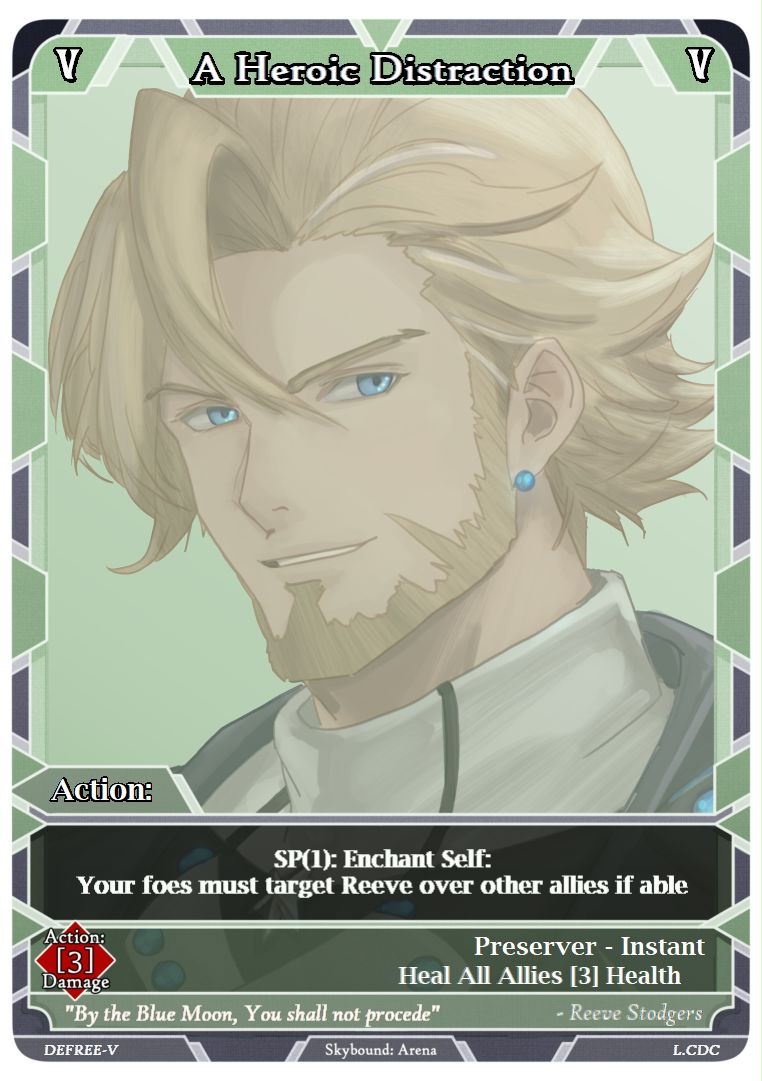 V
A Heroic Distraction
V
Action:
SP(1): Enchant Self:
Your foes must target Reeve over other allies if able
Action:
[3]
Damage
Preserver - Instant
Heal All Allies [3] Health
"By the Blue Moon, You shall not procede"
- Reeve Stodgers
DEFREE-V
Skybound: Arena
L.CDC